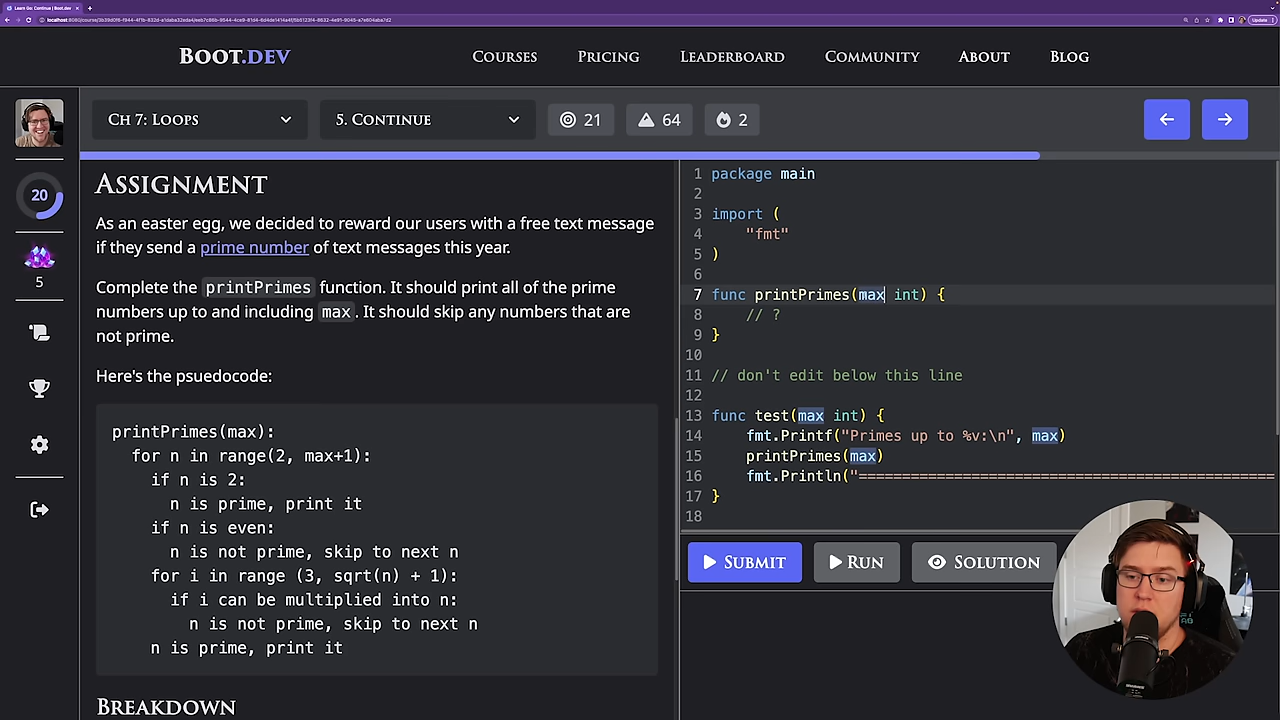 Learn Go: Continue | Boot.dev
Update
BOOT.DEV
COURSES
PRICING
LEADERBOARD
COMMUNITY
ABOUT
BLOG
CH 7: LOOPS
5. CONTINUE
21
64
2
20
5
ASSIGNMENT
As an easter egg, we decided to reward our users with a free text message
if they send a prime number of text messages this year.
Complete the printPrimes function. It should print all of the prime
numbers up to and including max. It should skip any numbers that are
not prime.
Here's the psuedocode:
printPrimes(max):
  for n in range(2, max+1):
    if n is 2:
      n is prime, print it
    if n is even:
      n is not prime, skip to next n
    for i in range (3, sqrt(n) + 1):
      if i can be multiplied into n:
        n is not prime, skip to next n
    n is prime, print it
BREAKDOWN
1 package main
2
3 import (
4     "fmt"
5 )
6
7 func printPrimes(max int) {
8     // ?
9 }
10
11 // don't edit below this line
12
13 func test(max int) {
14     fmt.Printf("Primes up to %v:\n", max)
15     printPrimes(max)
16     fmt.Println("=================================================
17 }
18
SUBMIT
RUN
SOLUTION